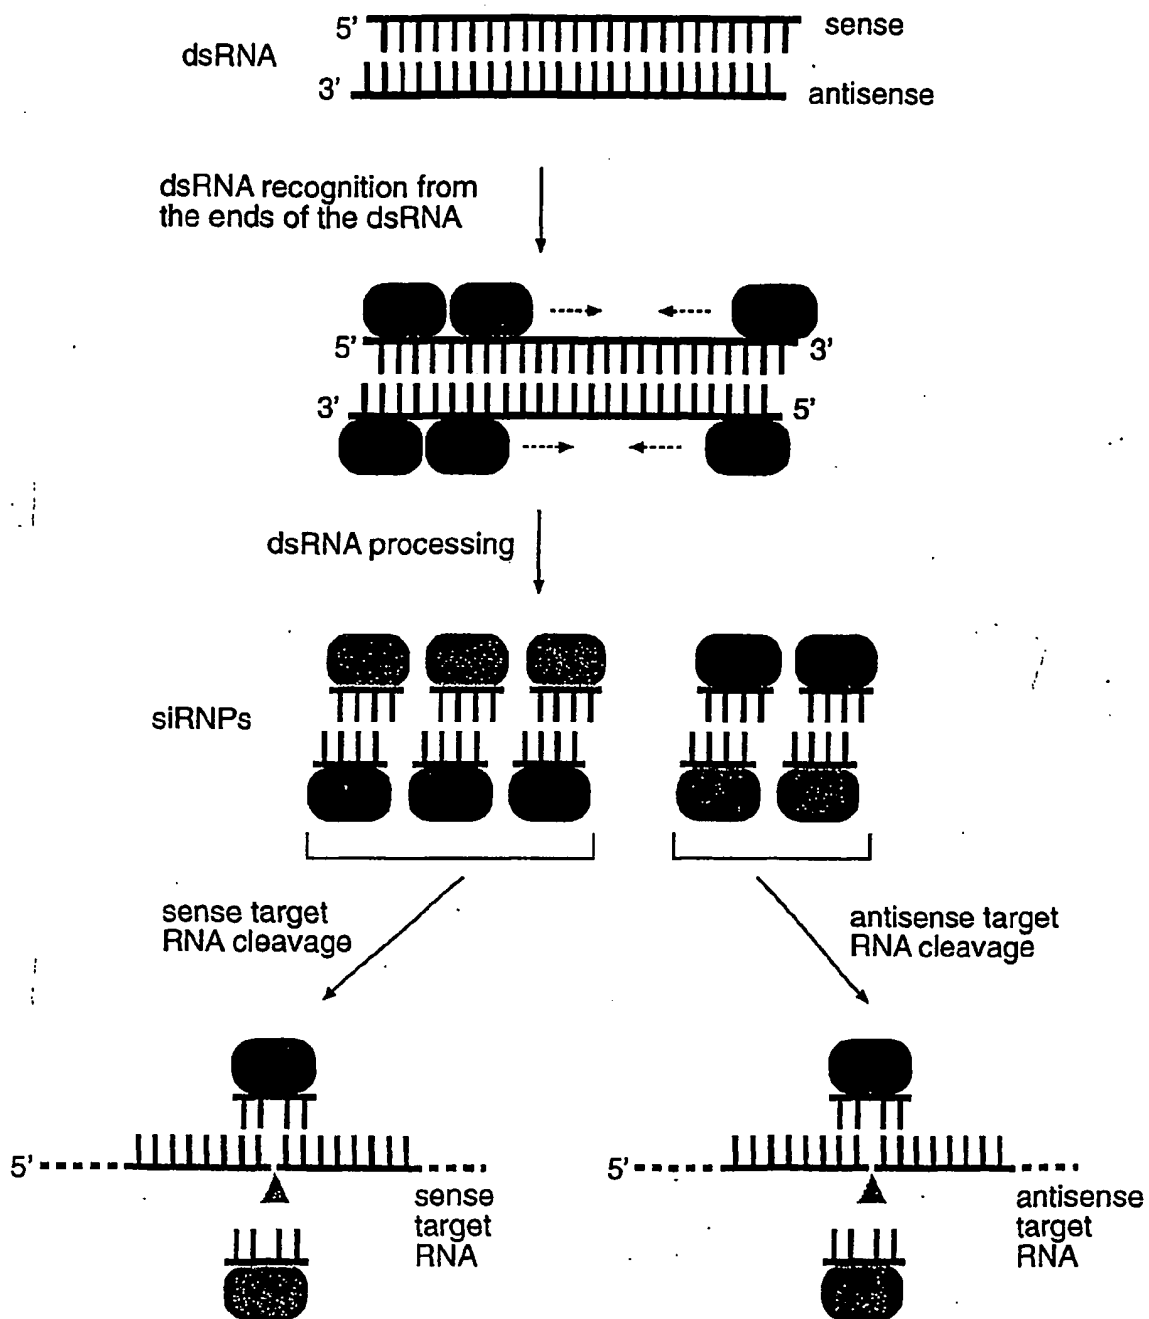 5’ sense
dsRNA
3’ antisense
dsRNA recognition from
the ends of the dsRNA
5’ 3’
3’ 5’
dsRNA processing
siRNPs
sense target
RNA cleavage
antisense target
RNA cleavage
5’
sense
target
RNA
5’
antisense
target
RNA